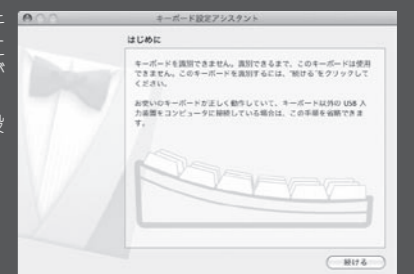 キーボード設定アシスタント
はじめに
キーボードを識別できません。識別できるまで、このキーボードは使用
できません。このキーボードを識別するには、"続ける"をクリックして
ください。
お使いのキーボードが正しく動作していて、キーボード以外の USB 入
力装置をコンピュータに接続している場合は、この手順を省略できま
す。
続ける